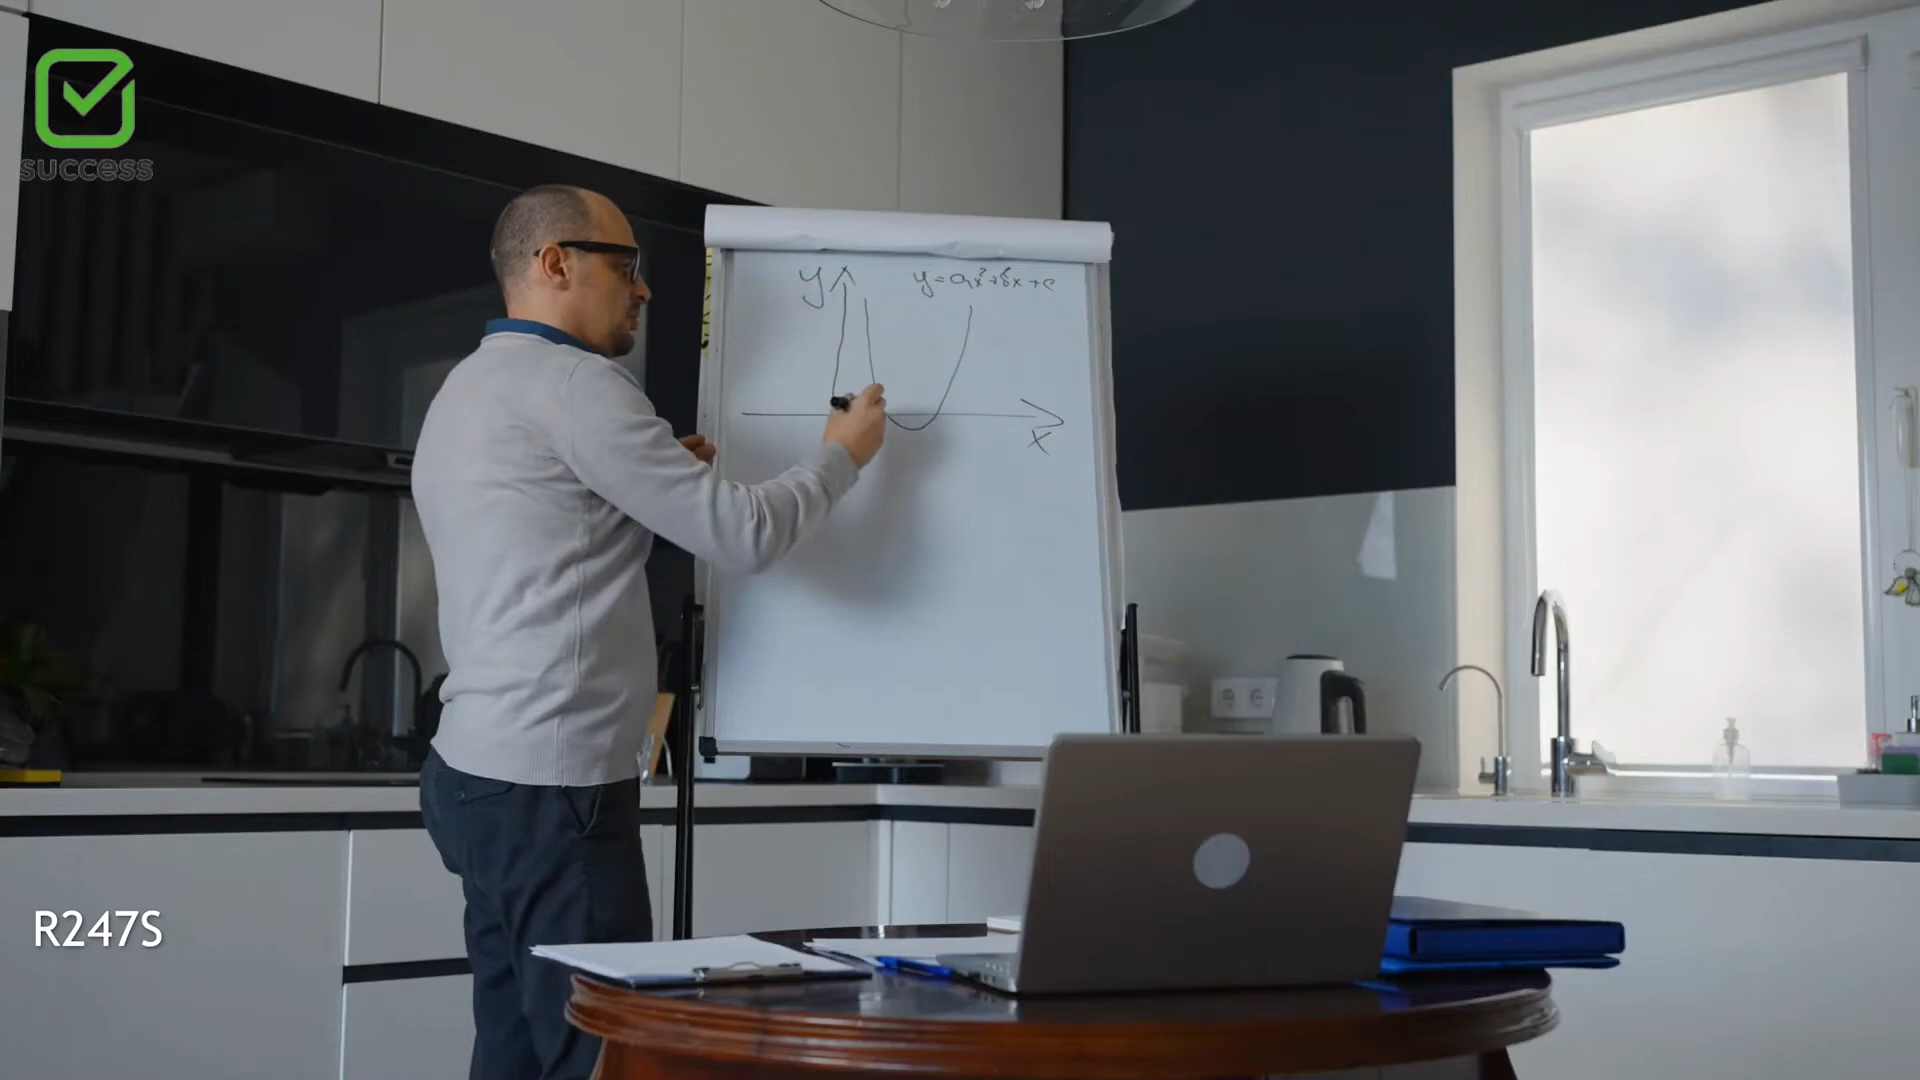 success
y
y=ax²+bx+c
x
R247S